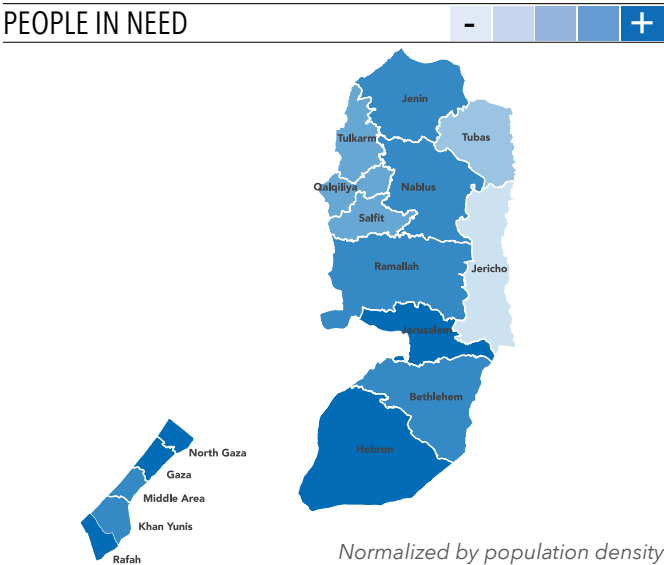 PEOPLE IN NEED
- +
Jenin
Tulkarm
Tubas
Qalqiliya
Nablus
Salfit
Ramallah
Jericho
Jerusalem
Bethlehem
Hebron
North Gaza
Gaza
Middle Area
Khan Yunis
Rafah
Normalized by population density